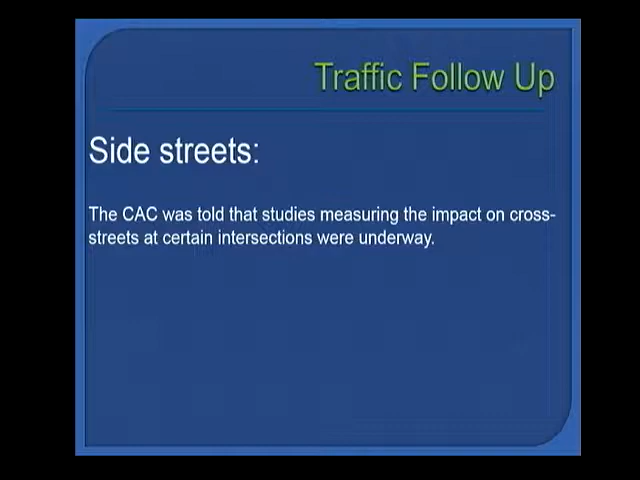 Traffic Follow Up
Side streets:
The CAC was told that studies measuring the impact on cross-
streets at certain intersections were underway.